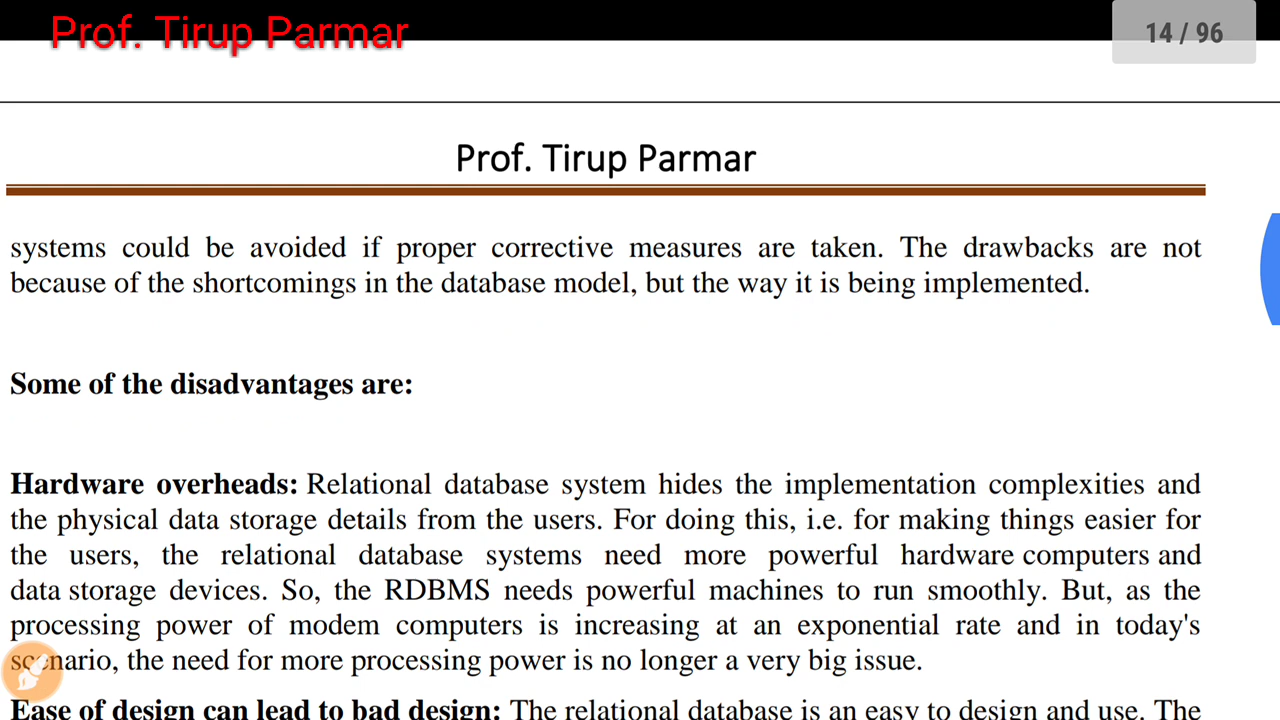 Prof. Tirup Parmar
14 / 96
Prof. Tirup Parmar
systems could be avoided if proper corrective measures are taken. The drawbacks are not
because of the shortcomings in the database model, but the way it is being implemented.
Some of the disadvantages are:
Hardware overheads: Relational database system hides the implementation complexities and
the physical data storage details from the users. For doing this, i.e. for making things easier for
the users, the relational database systems need more powerful hardware computers and
data storage devices. So, the RDBMS needs powerful machines to run smoothly. But, as the
processing power of modem computers is increasing at an exponential rate and in today's
scenario, the need for more processing power is no longer a very big issue.
Ease of design can lead to bad design: The relational database is an easy to design and use. The